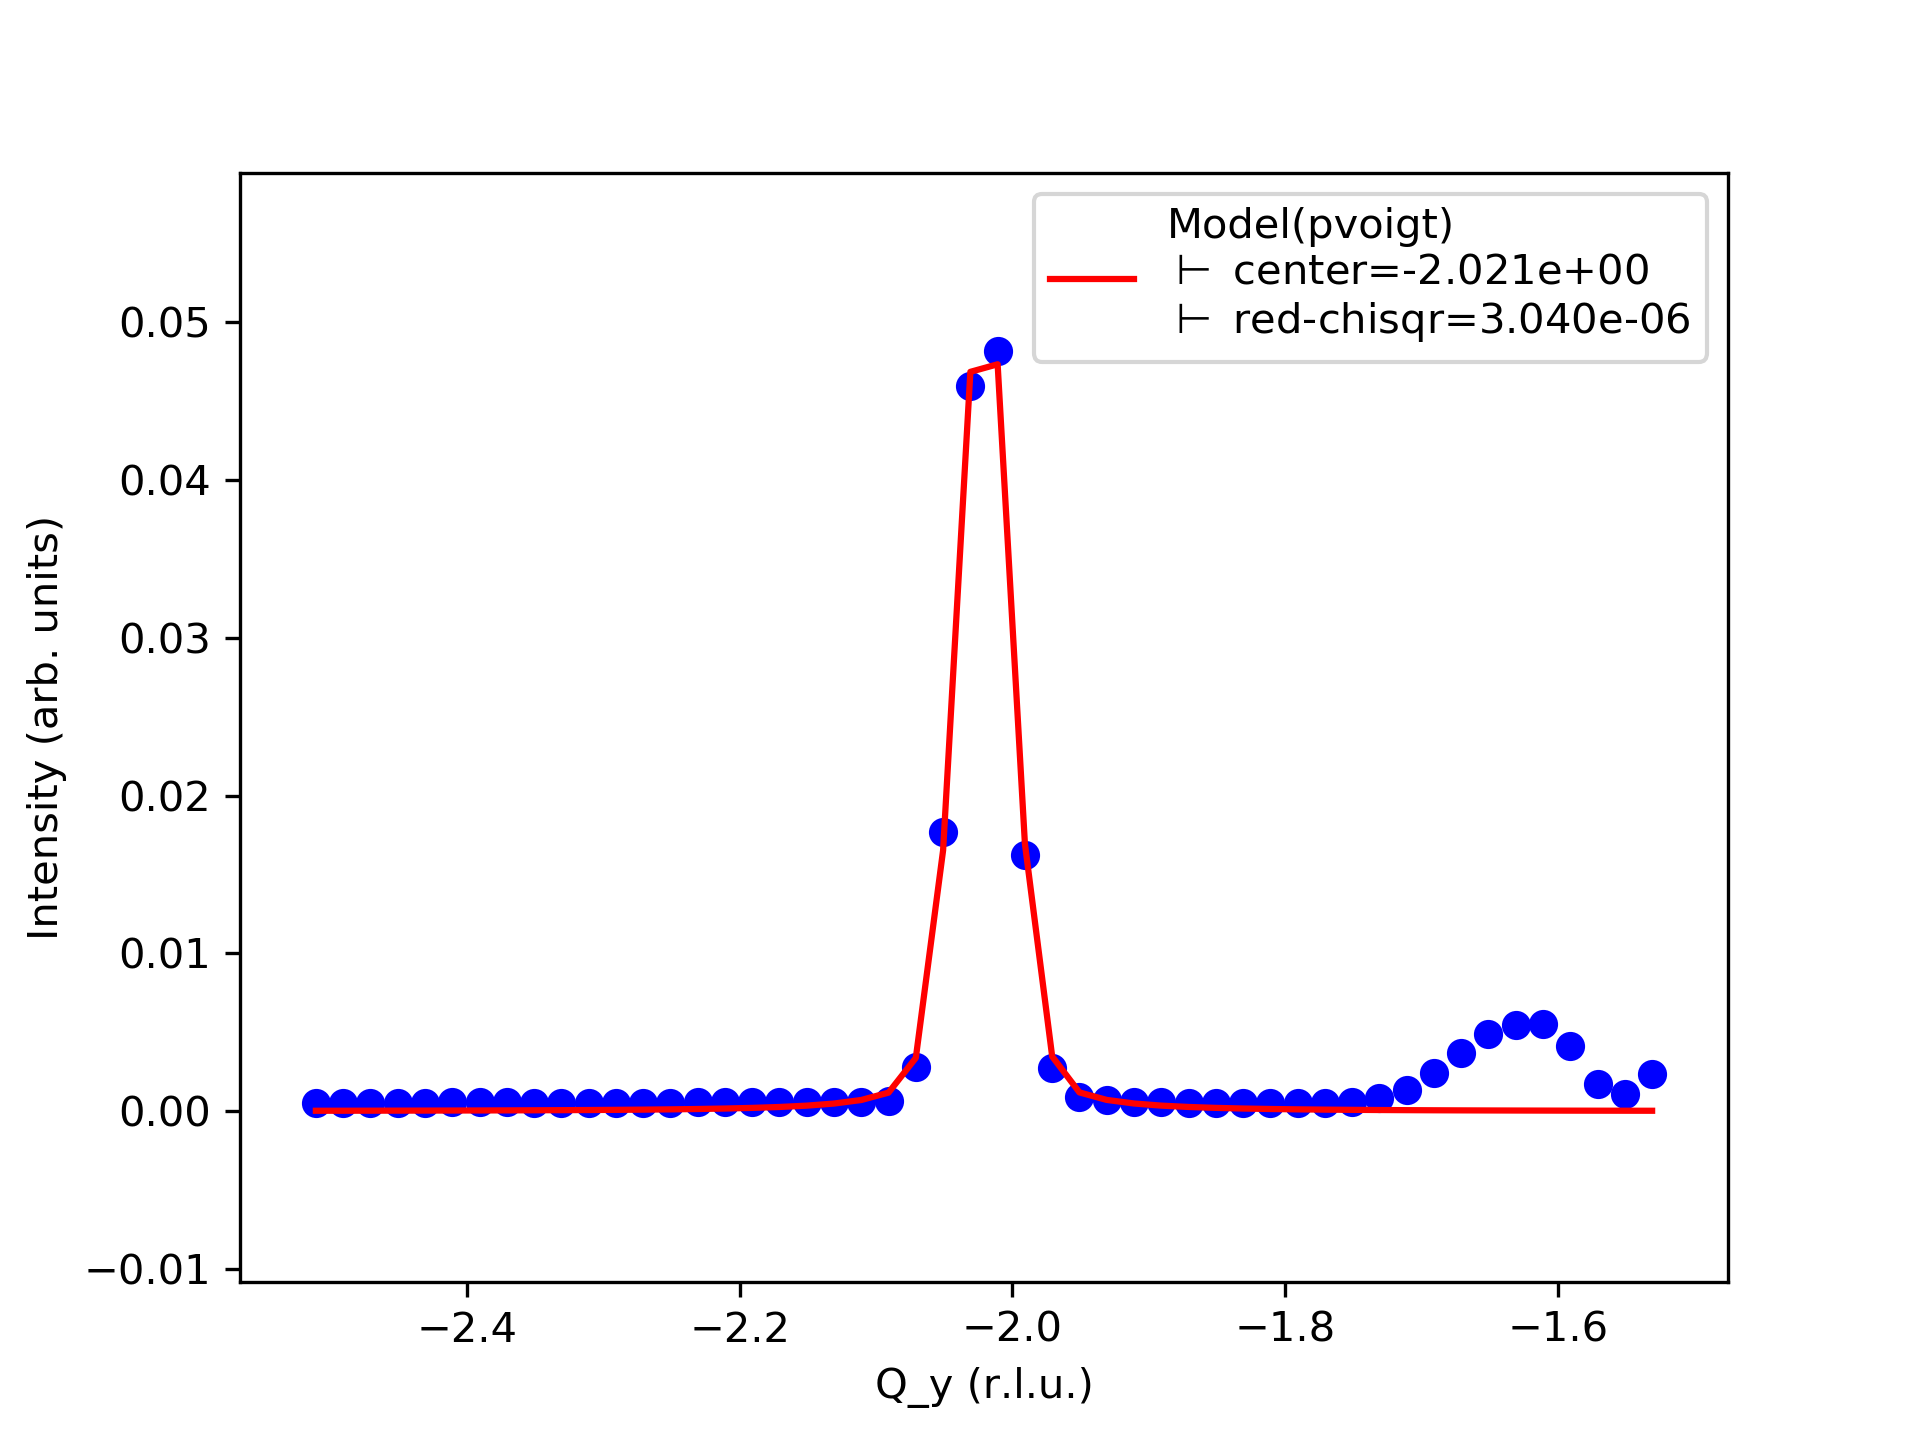 Model(pvoigt)
⊢ center=-2.021e+00
⊢ red-chisqr=3.040e-06
0.05
0.04
0.03
0.02
0.01
0.00
−0.01
Intensity (arb. units)
−2.4
−2.2
−2.0
−1.8
−1.6
Q_y (r.l.u.)